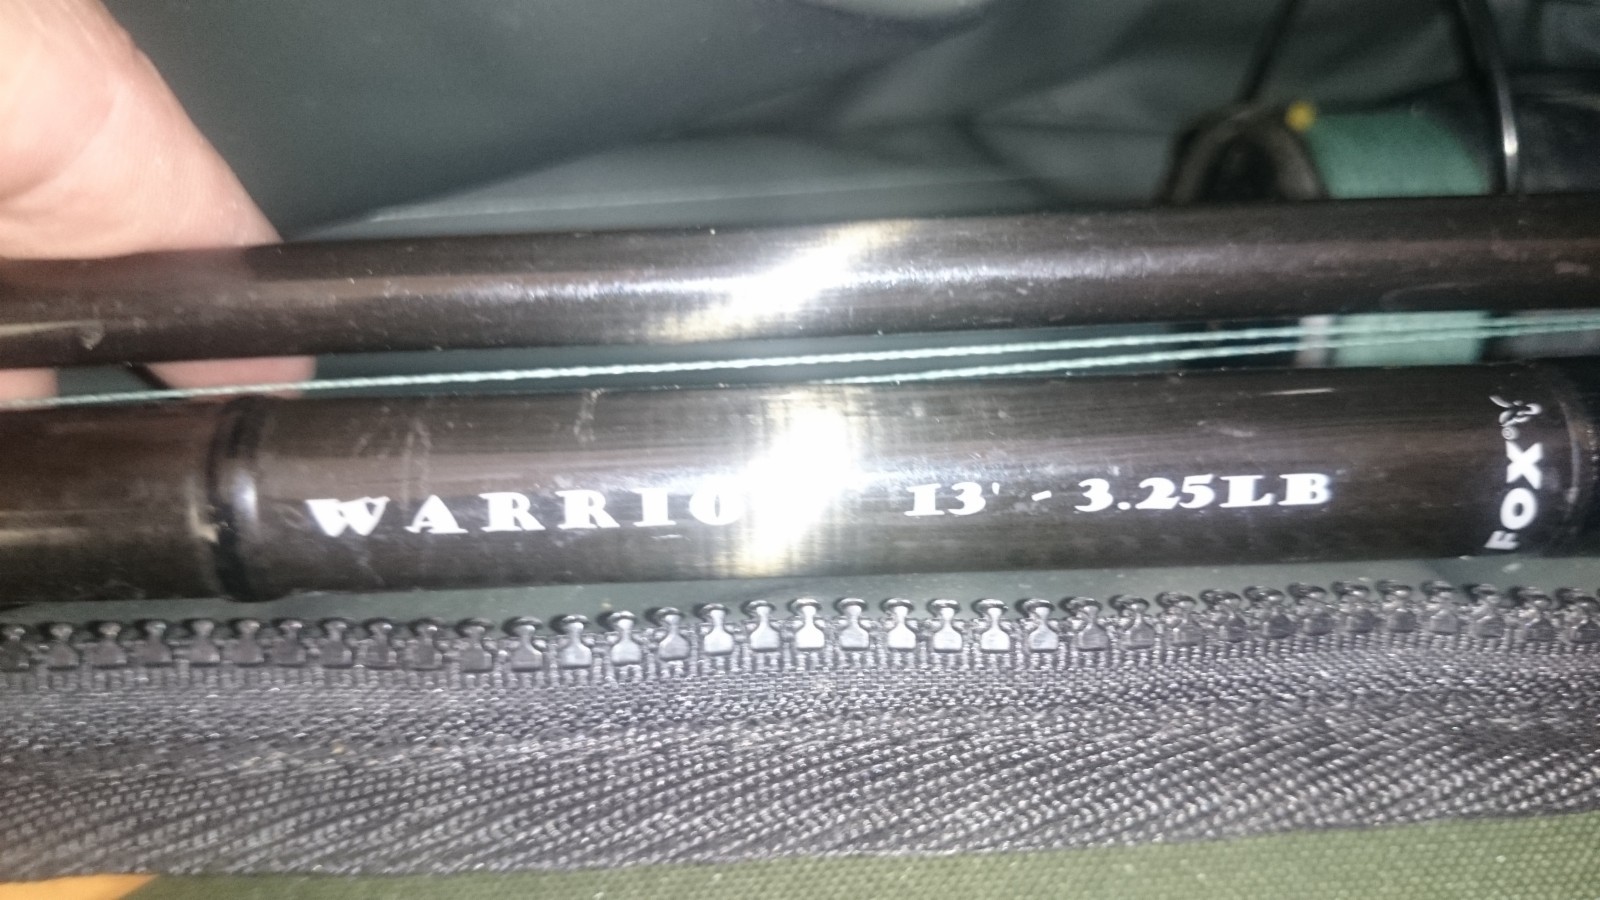 WARRIO 13' - 3.25LB
FOX